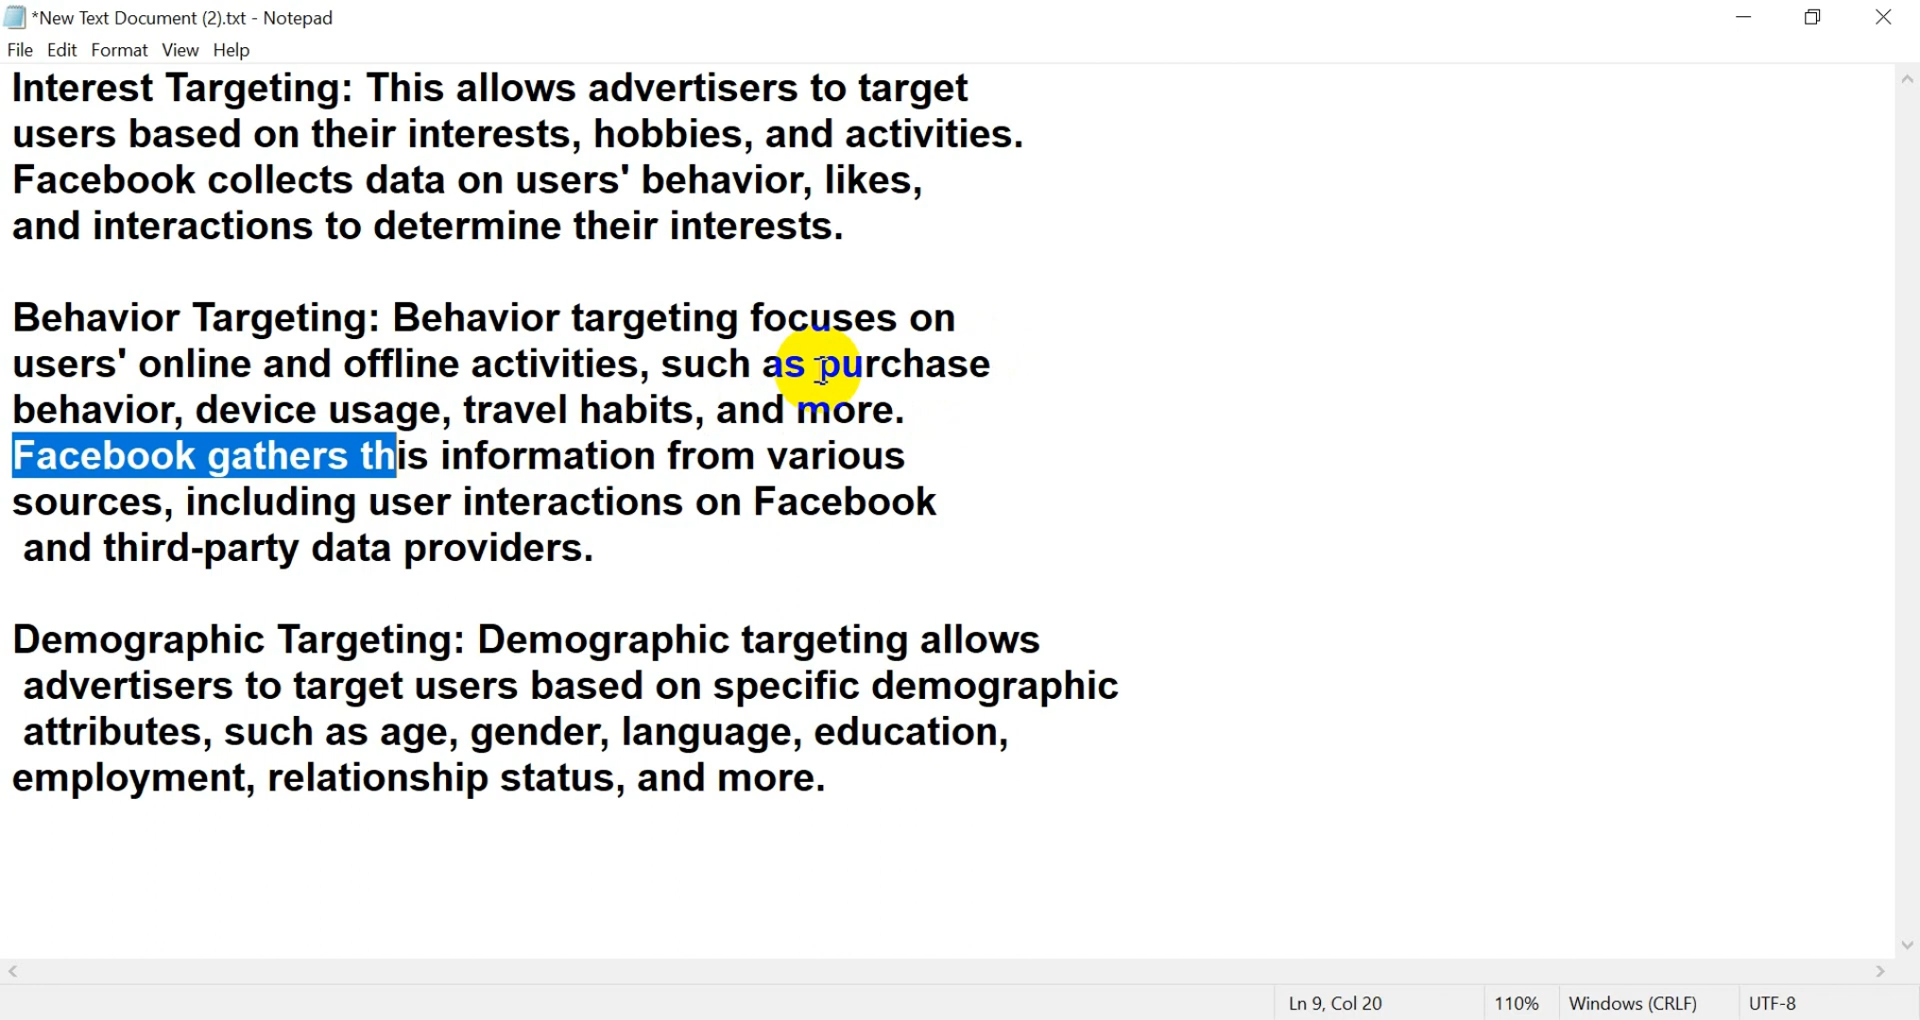 *New Text Document (2).txt - Notepad
File Edit Format View Help
Interest Targeting: This allows advertisers to target
users based on their interests, hobbies, and activities.
Facebook collects data on users' behavior, likes,
and interactions to determine their interests.
Behavior Targeting: Behavior targeting focuses on
users' online and offline activities, such as purchase
behavior, device usage, travel habits, and more.
Facebook gathers this information from various
sources, including user interactions on Facebook
and third-party data providers.
Demographic Targeting: Demographic targeting allows
advertisers to target users based on specific demographic
attributes, such as age, gender, language, education,
employment, relationship status, and more.
Ln 9, Col 20 110% Windows (CRLF) UTF-8